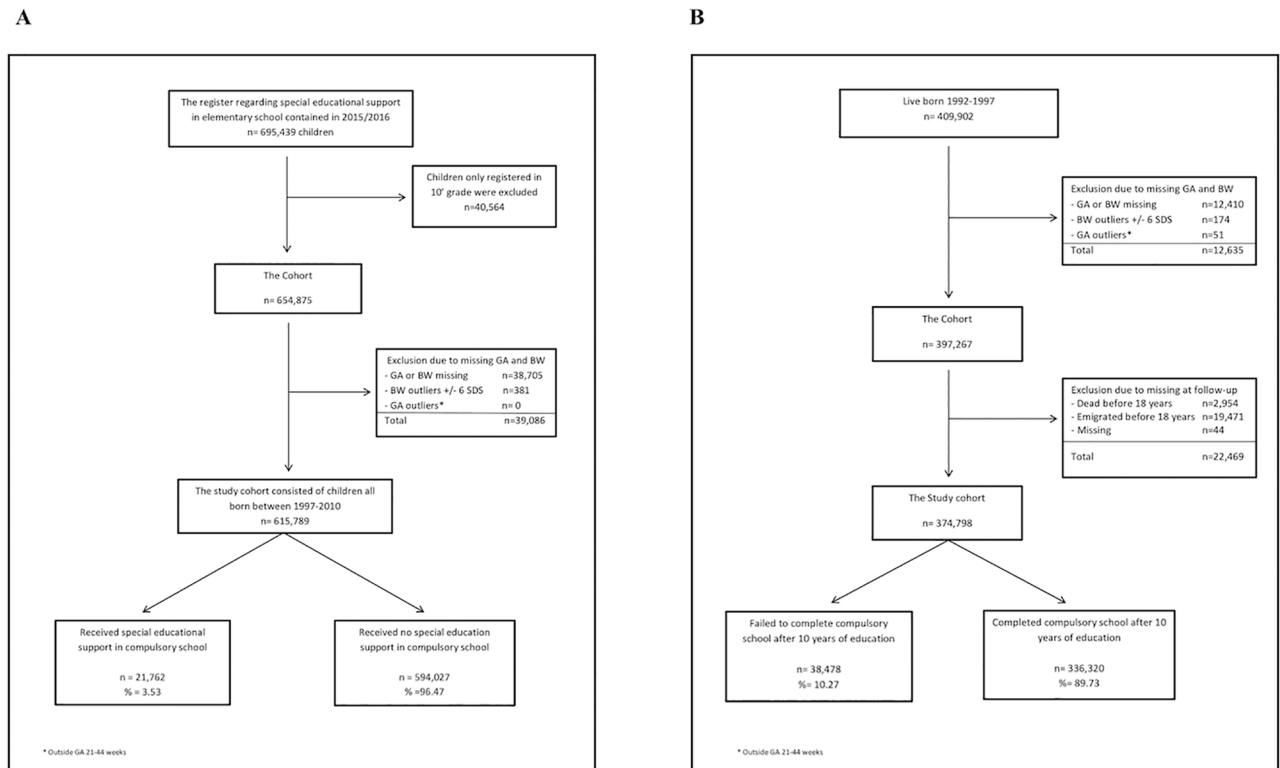 A
The register regarding special educational support
in elementary school contained in 2015/2016
n= 695,439 children
Children only registered in
10' grade were excluded
n=40,564
The Cohort
n= 654,875
Exclusion due to missing GA and BW
- GA or BW missing n=38,705
- BW outliers +/- 6 SDS n=381
- GA outliers* n= 0
Total n=39,086
The study cohort consisted of children all
born between 1997-2010
n= 615,789
Received special educational
support in compulsory school
n = 21,762
% = 3.53
Received no special education
support in compulsory school
n = 594,027
% =96.47
* Outside GA 21-44 weeks
B
Live born 1992-1997
n= 409,902
Exclusion due to missing GA and BW
- GA or BW missing n=12,410
- BW outliers +/- 6 SDS n=174
- GA outliers* n=51
Total n=12,635
The Cohort
n= 397,267
Exclusion due to missing at follow-up
- Dead before 18 years n=2,954
- Emigrated before 18 years n=19,471
- Missing n=44
Total n=22,469
The Study cohort
n= 374,798
Failed to complete compulsory
school after 10 years of education
n= 38,478
%= 10.27
Completed compulsory school after 10
years of education
n= 336,320
%= 89.73
* Outside GA 21-44 weeks